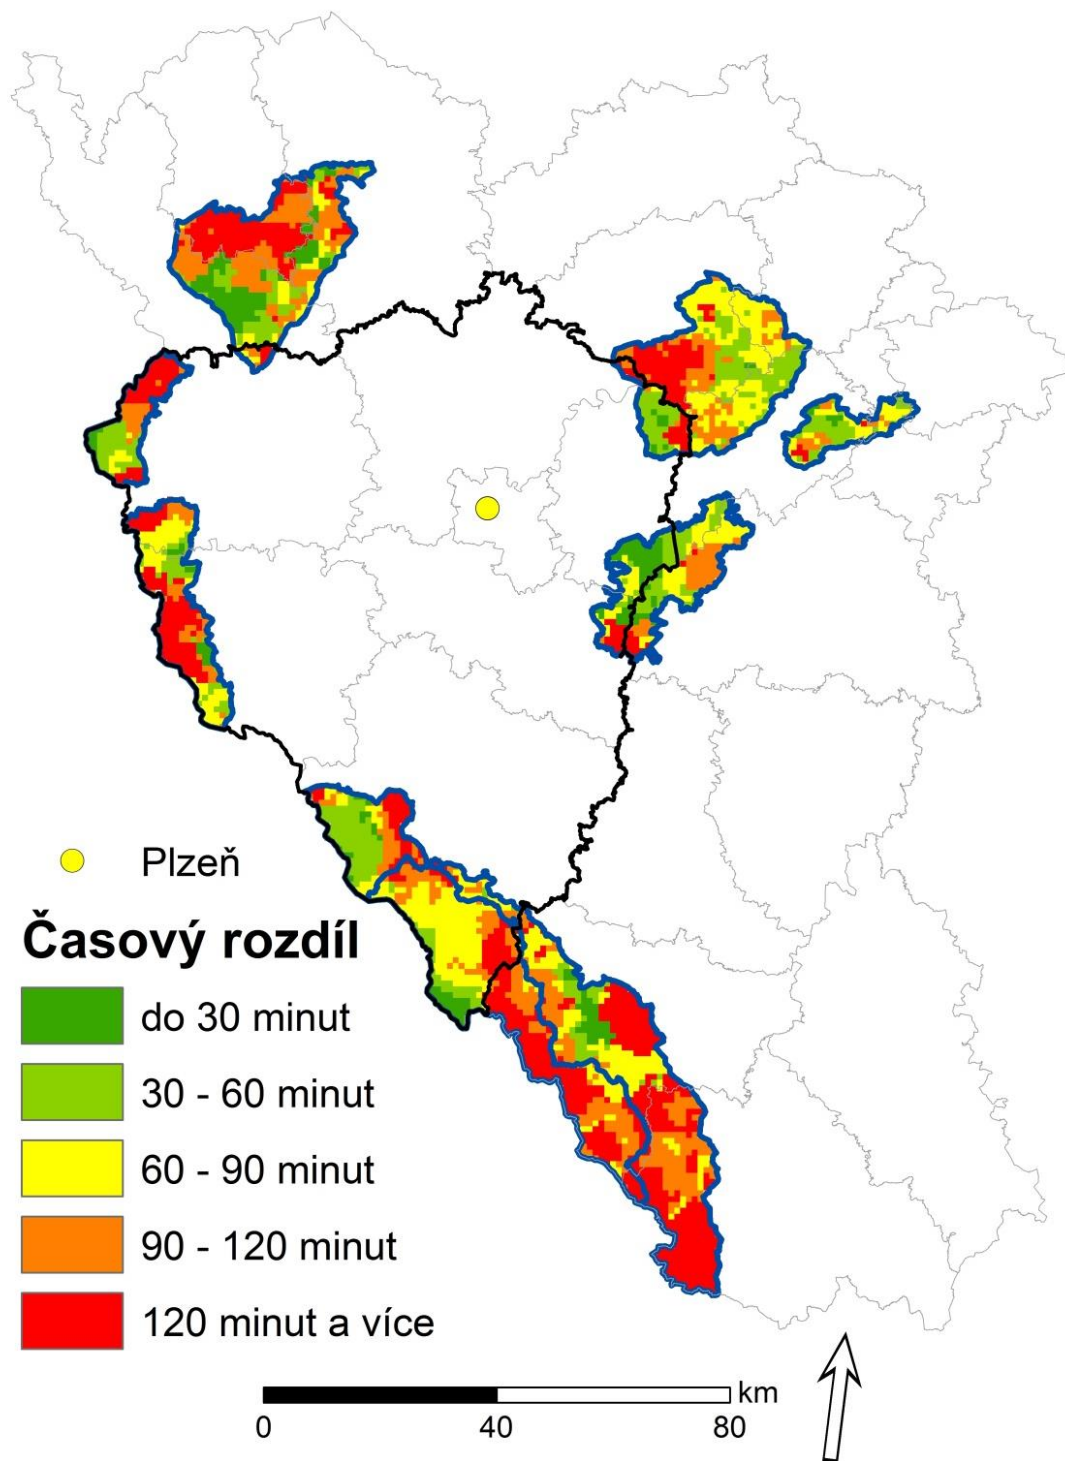 Plzeň
Časový rozdíl
do 30 minut
30 - 60 minut
60 - 90 minut
90 - 120 minut
120 minut a více
km
0 40 80